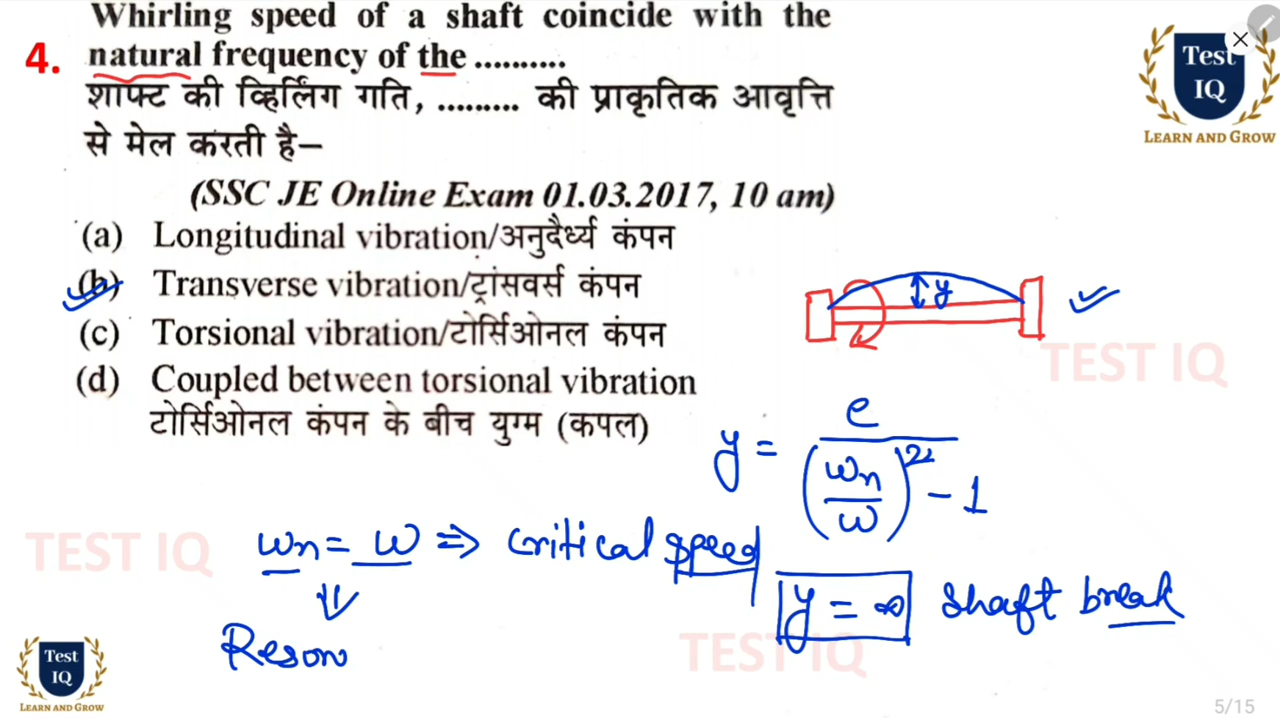 Whirling speed of a shaft coincide with the
4. natural frequency of the ..........
शाफ्ट की व्हिर्लिंग गति, ......... की प्राकृतिक आवृत्ति
से मेल करती है–
(SSC JE Online Exam 01.03.2017, 10 am)
(a) Longitudinal vibration/अनुदैर्ध्य कंपन
(b) Transverse vibration/ट्रांसवर्स कंपन
(c) Torsional vibration/टोर्सिओनल कंपन
(d) Coupled between torsional vibration
टोर्सिओनल कंपन के बीच युग्म (कपल)
Test
IQ
LEARN AND GROW
y
TEST IQ
y = e / ((ωn/ω)² - 1)
TEST IQ
ωn = ω ⇒ critical speed
y = ∞ shaft break
Reson
TEST IQ
Test
IQ
LEARN AND GROW
5/15